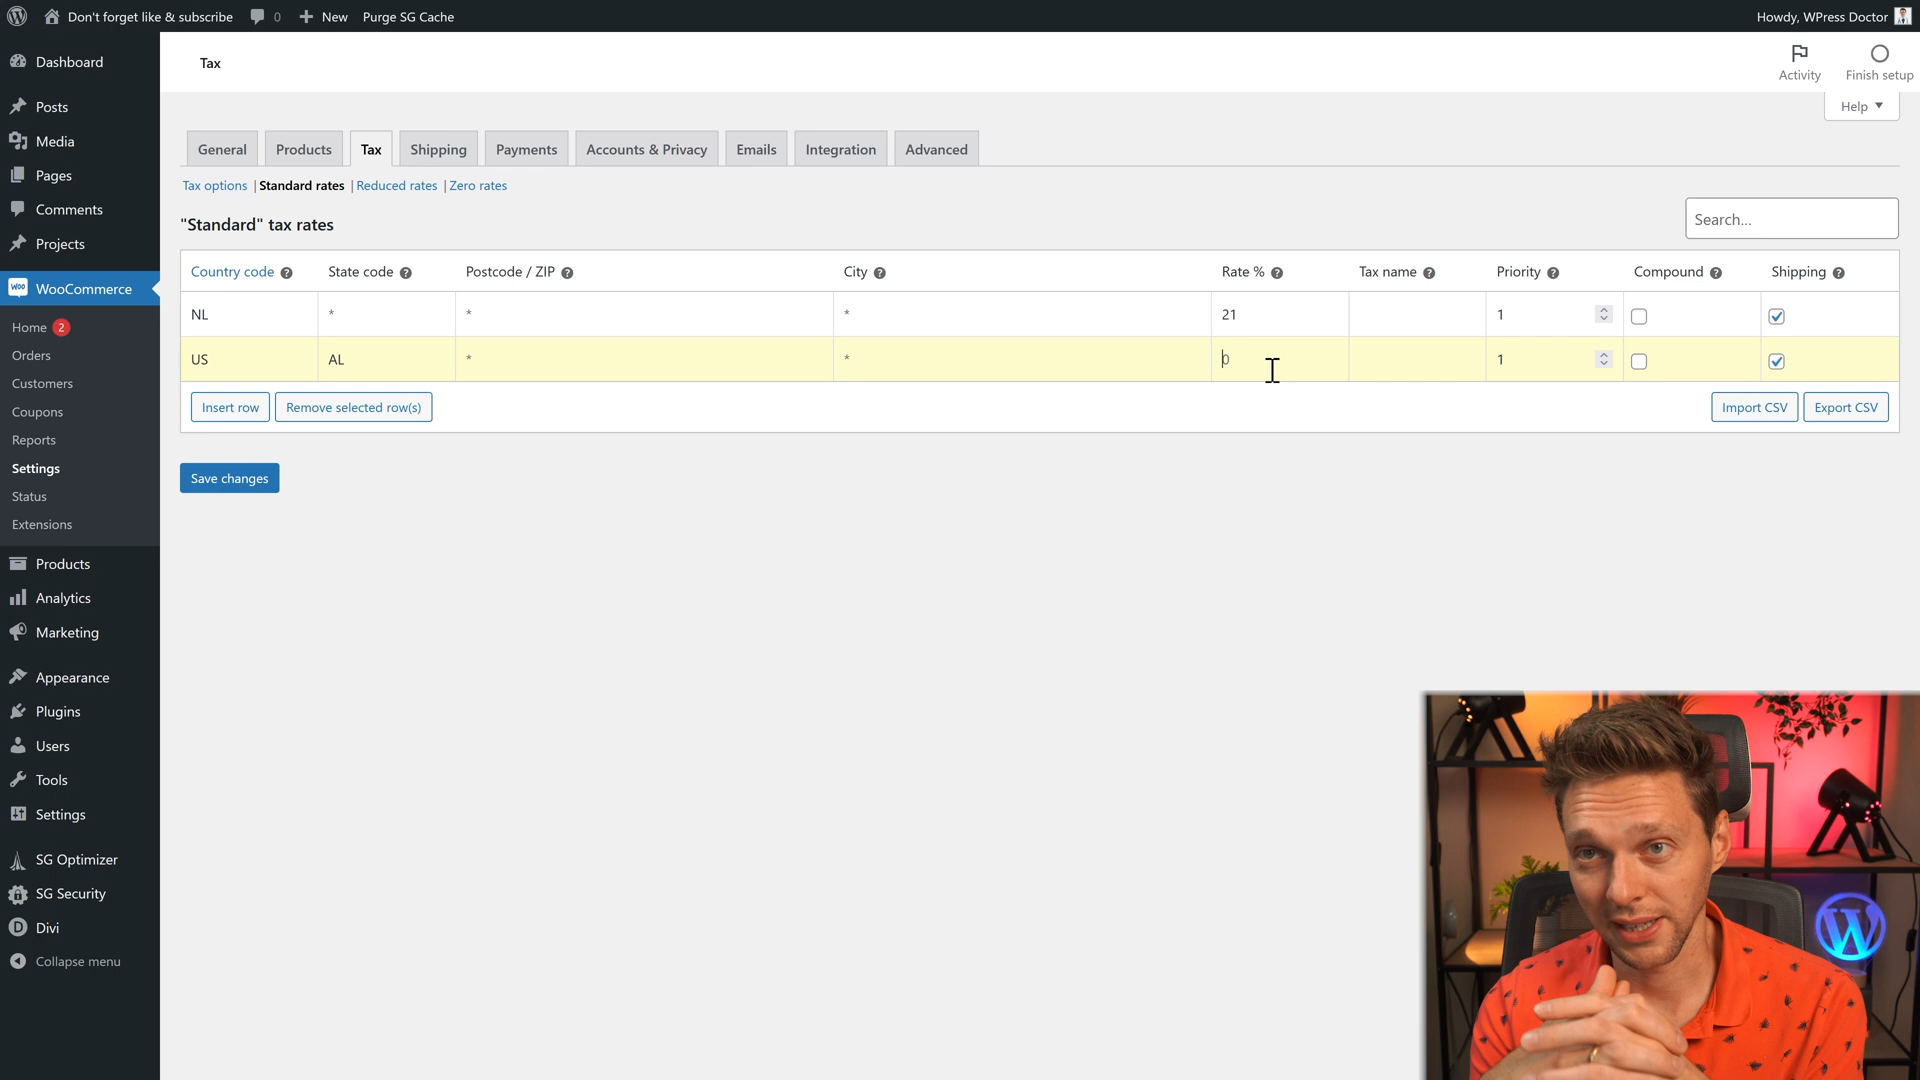 Don't forget like & subscribe 0 New Purge SG Cache Howdy, WPress Doctor
Dashboard
Posts
Media
Pages
Comments
Projects
WooCommerce
Home 2
Orders
Customers
Coupons
Reports
Settings
Status
Extensions
Products
Analytics
Marketing
Appearance
Plugins
Users
Tools
Settings
SG Optimizer
SG Security
Divi
Collapse menu
Tax
Activity Finish setup
Help
General Products Tax Shipping Payments Accounts & Privacy Emails Integration Advanced
Tax options | Standard rates | Reduced rates | Zero rates
"Standard" tax rates
Search...
Country code State code Postcode / ZIP City Rate % Tax name Priority Compound Shipping
NL * * * 21 1
US AL * * 0 1
Insert row Remove selected row(s) Import CSV Export CSV
Save changes